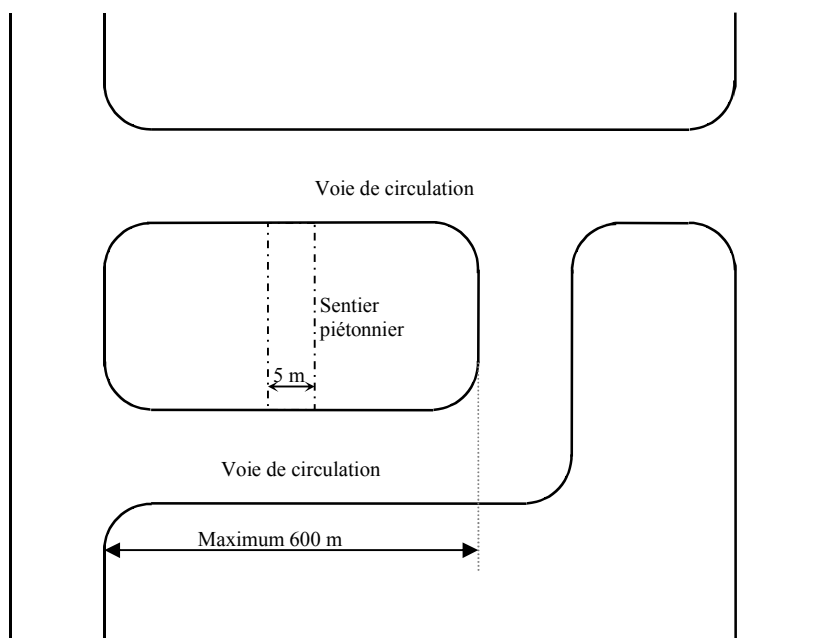 Voie de circulation
Sentier
piétonnier
5 m
Voie de circulation
Maximum 600 m